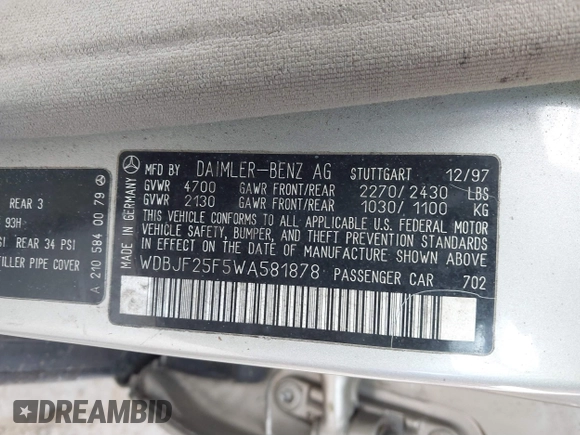 MFD BY DAIMLER-BENZ AG STUTTGART 12/97
GVWR 4700 GAWR FRONT/REAR 2270/2430 LBS
GVWR 2130 GAWR FRONT/REAR 1030/1100 KG
THIS VEHICLE CONFORMS TO ALL APPLICABLE U.S. FEDERAL MOTOR
VEHICLE SAFETY, BUMPER, AND THEFT PREVENTION STANDARDS
IN EFFECT ON THE DATE OF MANUFACTURE SHOWN ABOVE
WDBJF25F5WA581878 PASSENGER CAR 702
MADE IN GERMANY
REAR 3
93H
REAR 34 PSI
FILLER PIPE COVER
A 210 584 00 79
DREAMBID